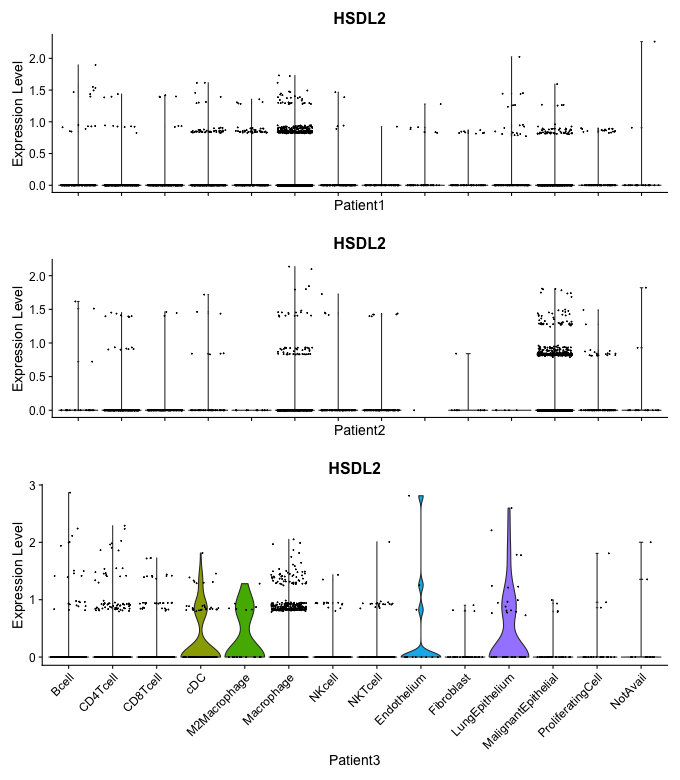 HSDL2
Expression Level
2.0
1.5
1.0
0.5
0.0
Patient1
HSDL2
Expression Level
2.0
1.5
1.0
0.5
0.0
Patient2
HSDL2
Expression Level
3
2
1
0
Bcell
CD4Tcell
CD8Tcell
cDC
M2Macrophage
Macrophage
NKcell
NKTcell
Endothelium
Fibroblast
LungEpithelium
MalignantEpithelial
ProliferatingCell
NotAvail
Patient3